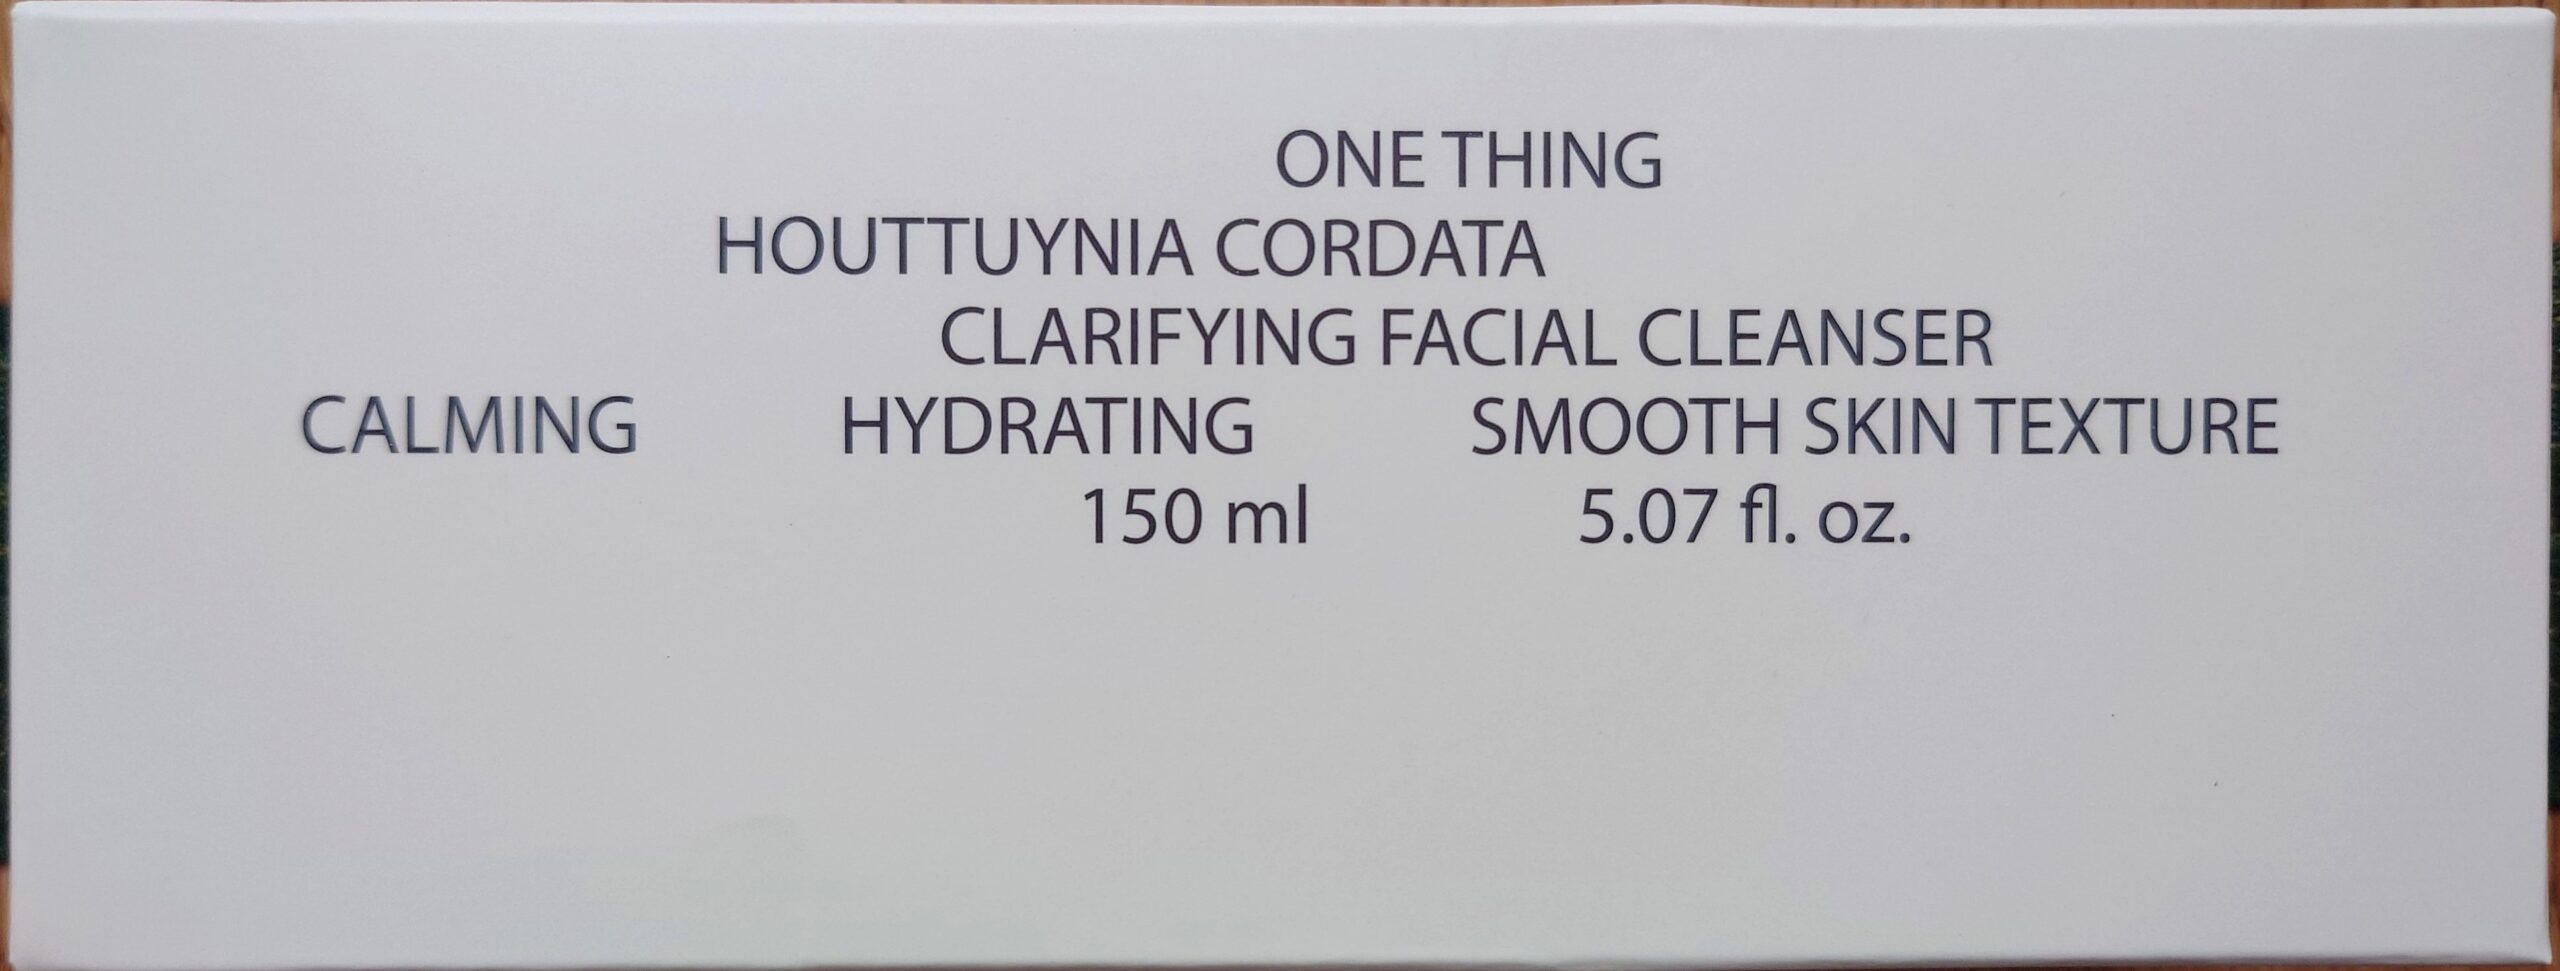 ONE THING
HOUTTUYNIA CORDATA
CLARIFYING FACIAL CLEANSER
CALMING HYDRATING SMOOTH SKIN TEXTURE
150 ml 5.07 fl. oz.